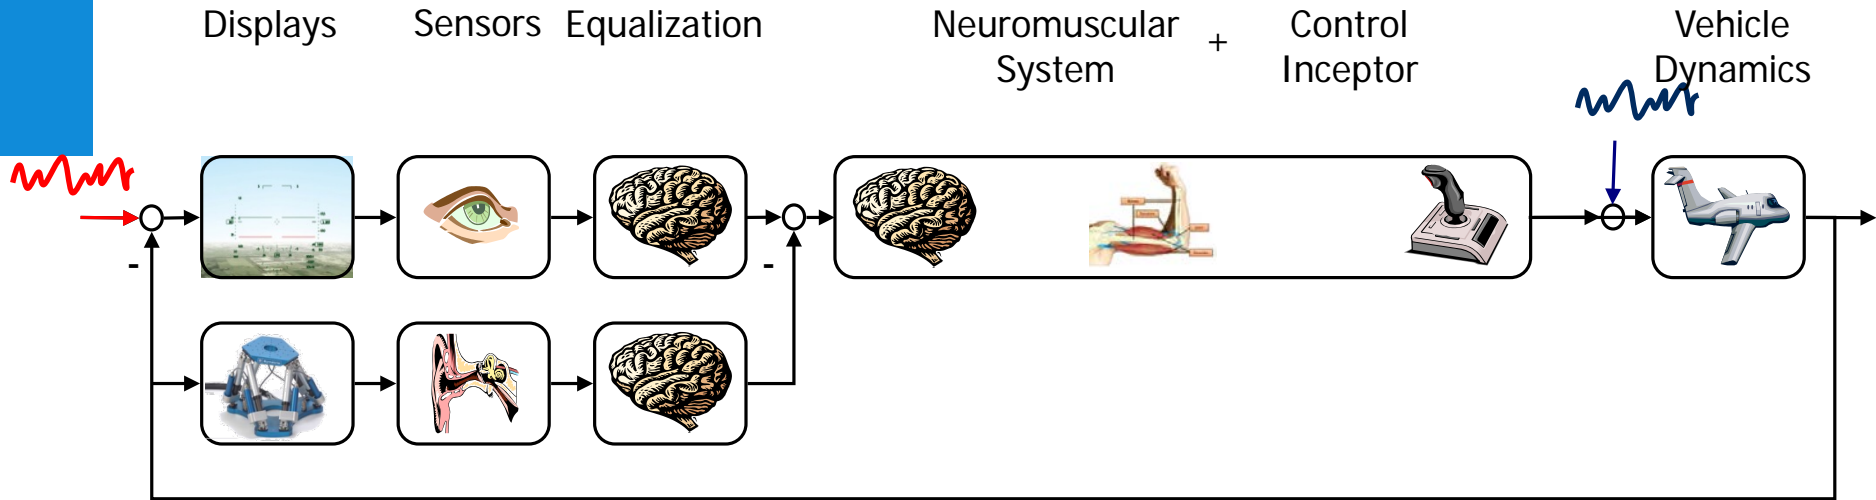 Displays
Sensors
Equalization
Neuromuscular
System
+
Control
Inceptor
Vehicle
Dynamics
-
-